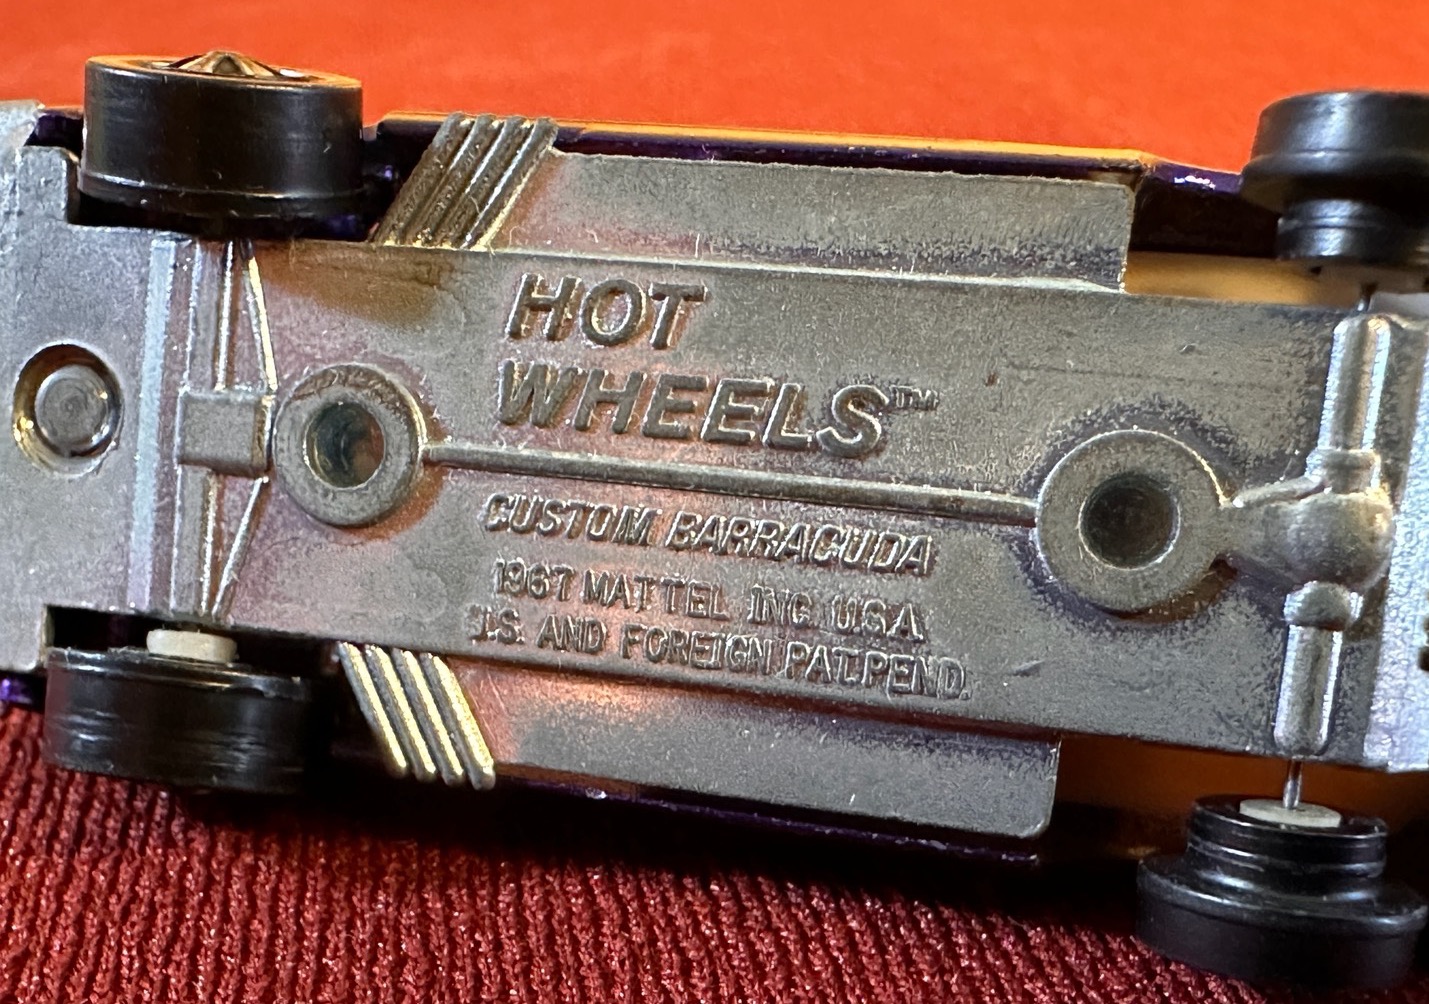 HOT
WHEELS™
CUSTOM BARRACUDA
1967 MATTEL INC. U.S.A.
U.S. AND FOREIGN PAT.PEND.